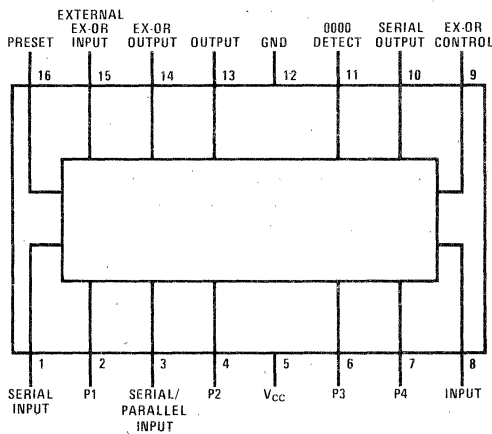 EXTERNAL
EX-OR
INPUT
PRESET
EX-OR
OUTPUT
OUTPUT
GND
0000
DETECT
SERIAL
OUTPUT
EX-OR
CONTROL
16 15 14 13 12 11 10 9
1 2 3 4 5 6 7 8
SERIAL
INPUT
P1
SERIAL/
PARALLEL
INPUT
P2
VCC
P3
P4
INPUT